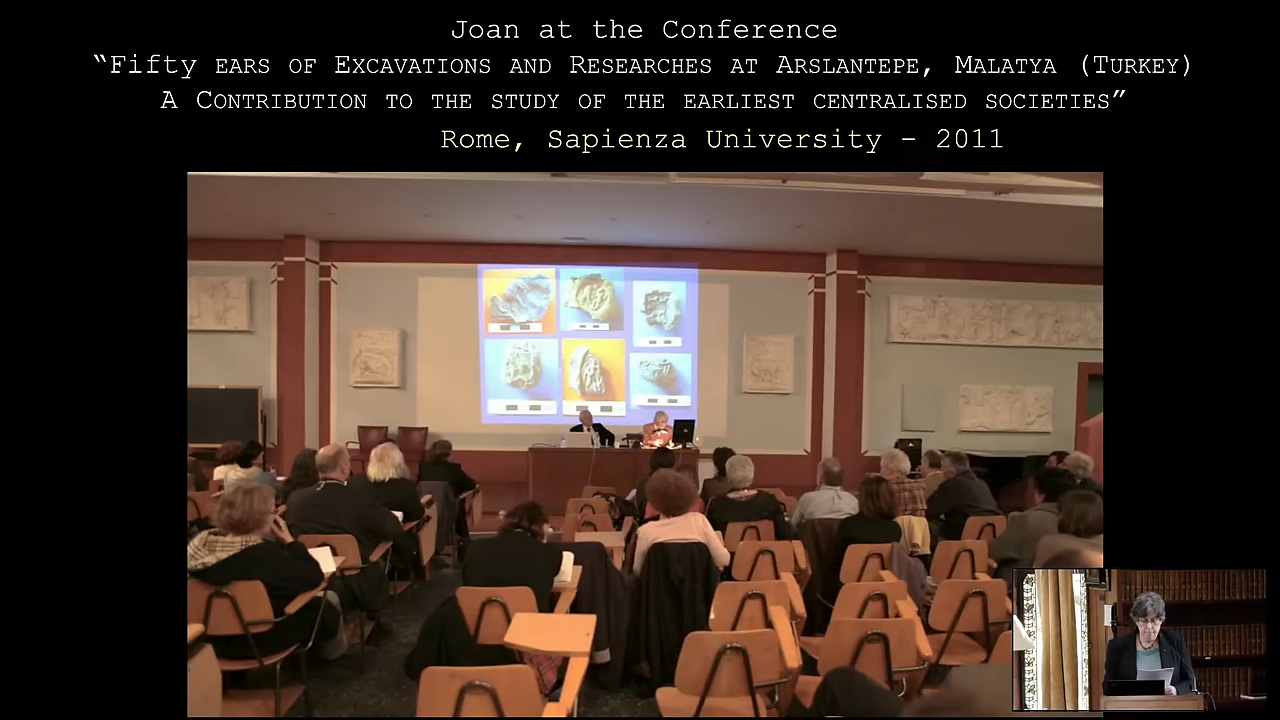 Joan at the Conference
“Fifty ears of Excavations and Researches at Arslantepe, Malatya (Turkey)
A Contribution to the study of the earliest centralised societies”
Rome, Sapienza University – 2011